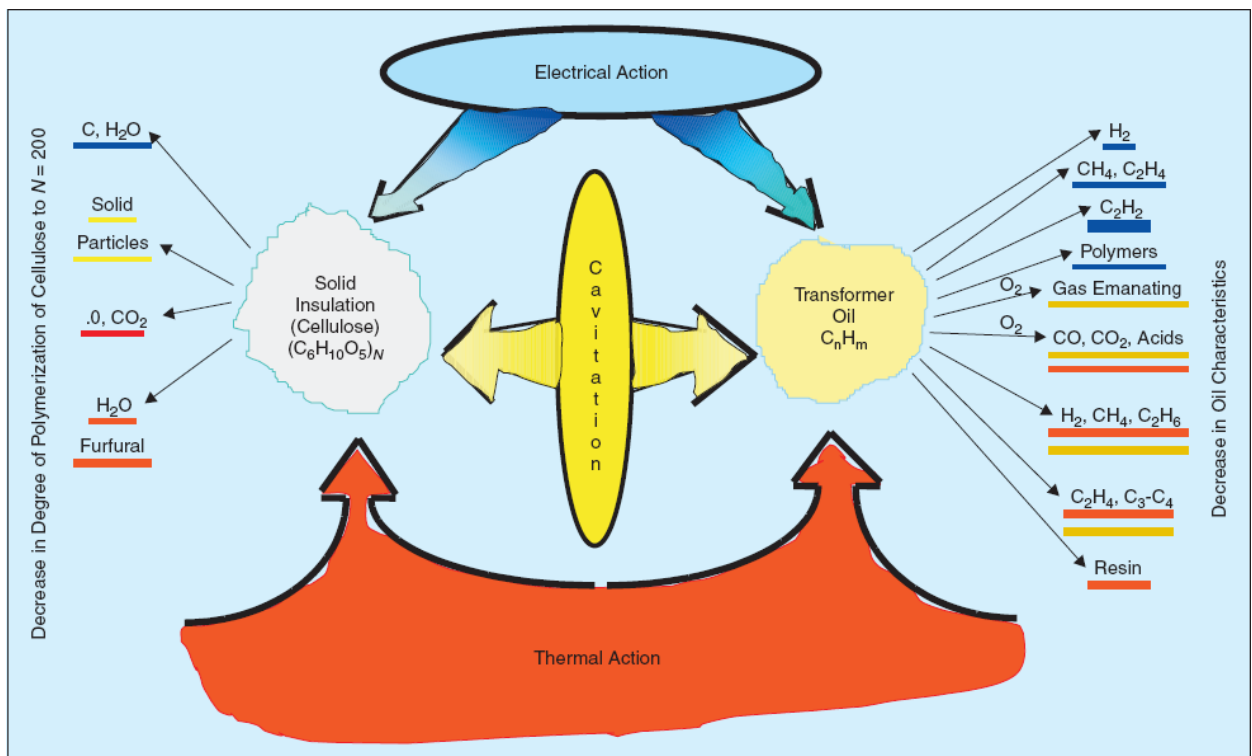 Electrical Action
Decrease in Degree of Polymerization of Cellulose to N = 200
C, H₂O
Solid
Particles
.0, CO₂
H₂O
Furfural
Solid
Insulation
(Cellulose)
(C₆H₁₀O₅)N
Cavitation
Transformer
Oil
CₙHₘ
H₂
CH₄, C₂H₄
C₂H₂
Polymers
O₂ Gas Emanating
O₂ CO, CO₂, Acids
H₂, CH₄, C₂H₆
C₂H₄, C₃-C₄
Resin
Decrease in Oil Characteristics
Thermal Action